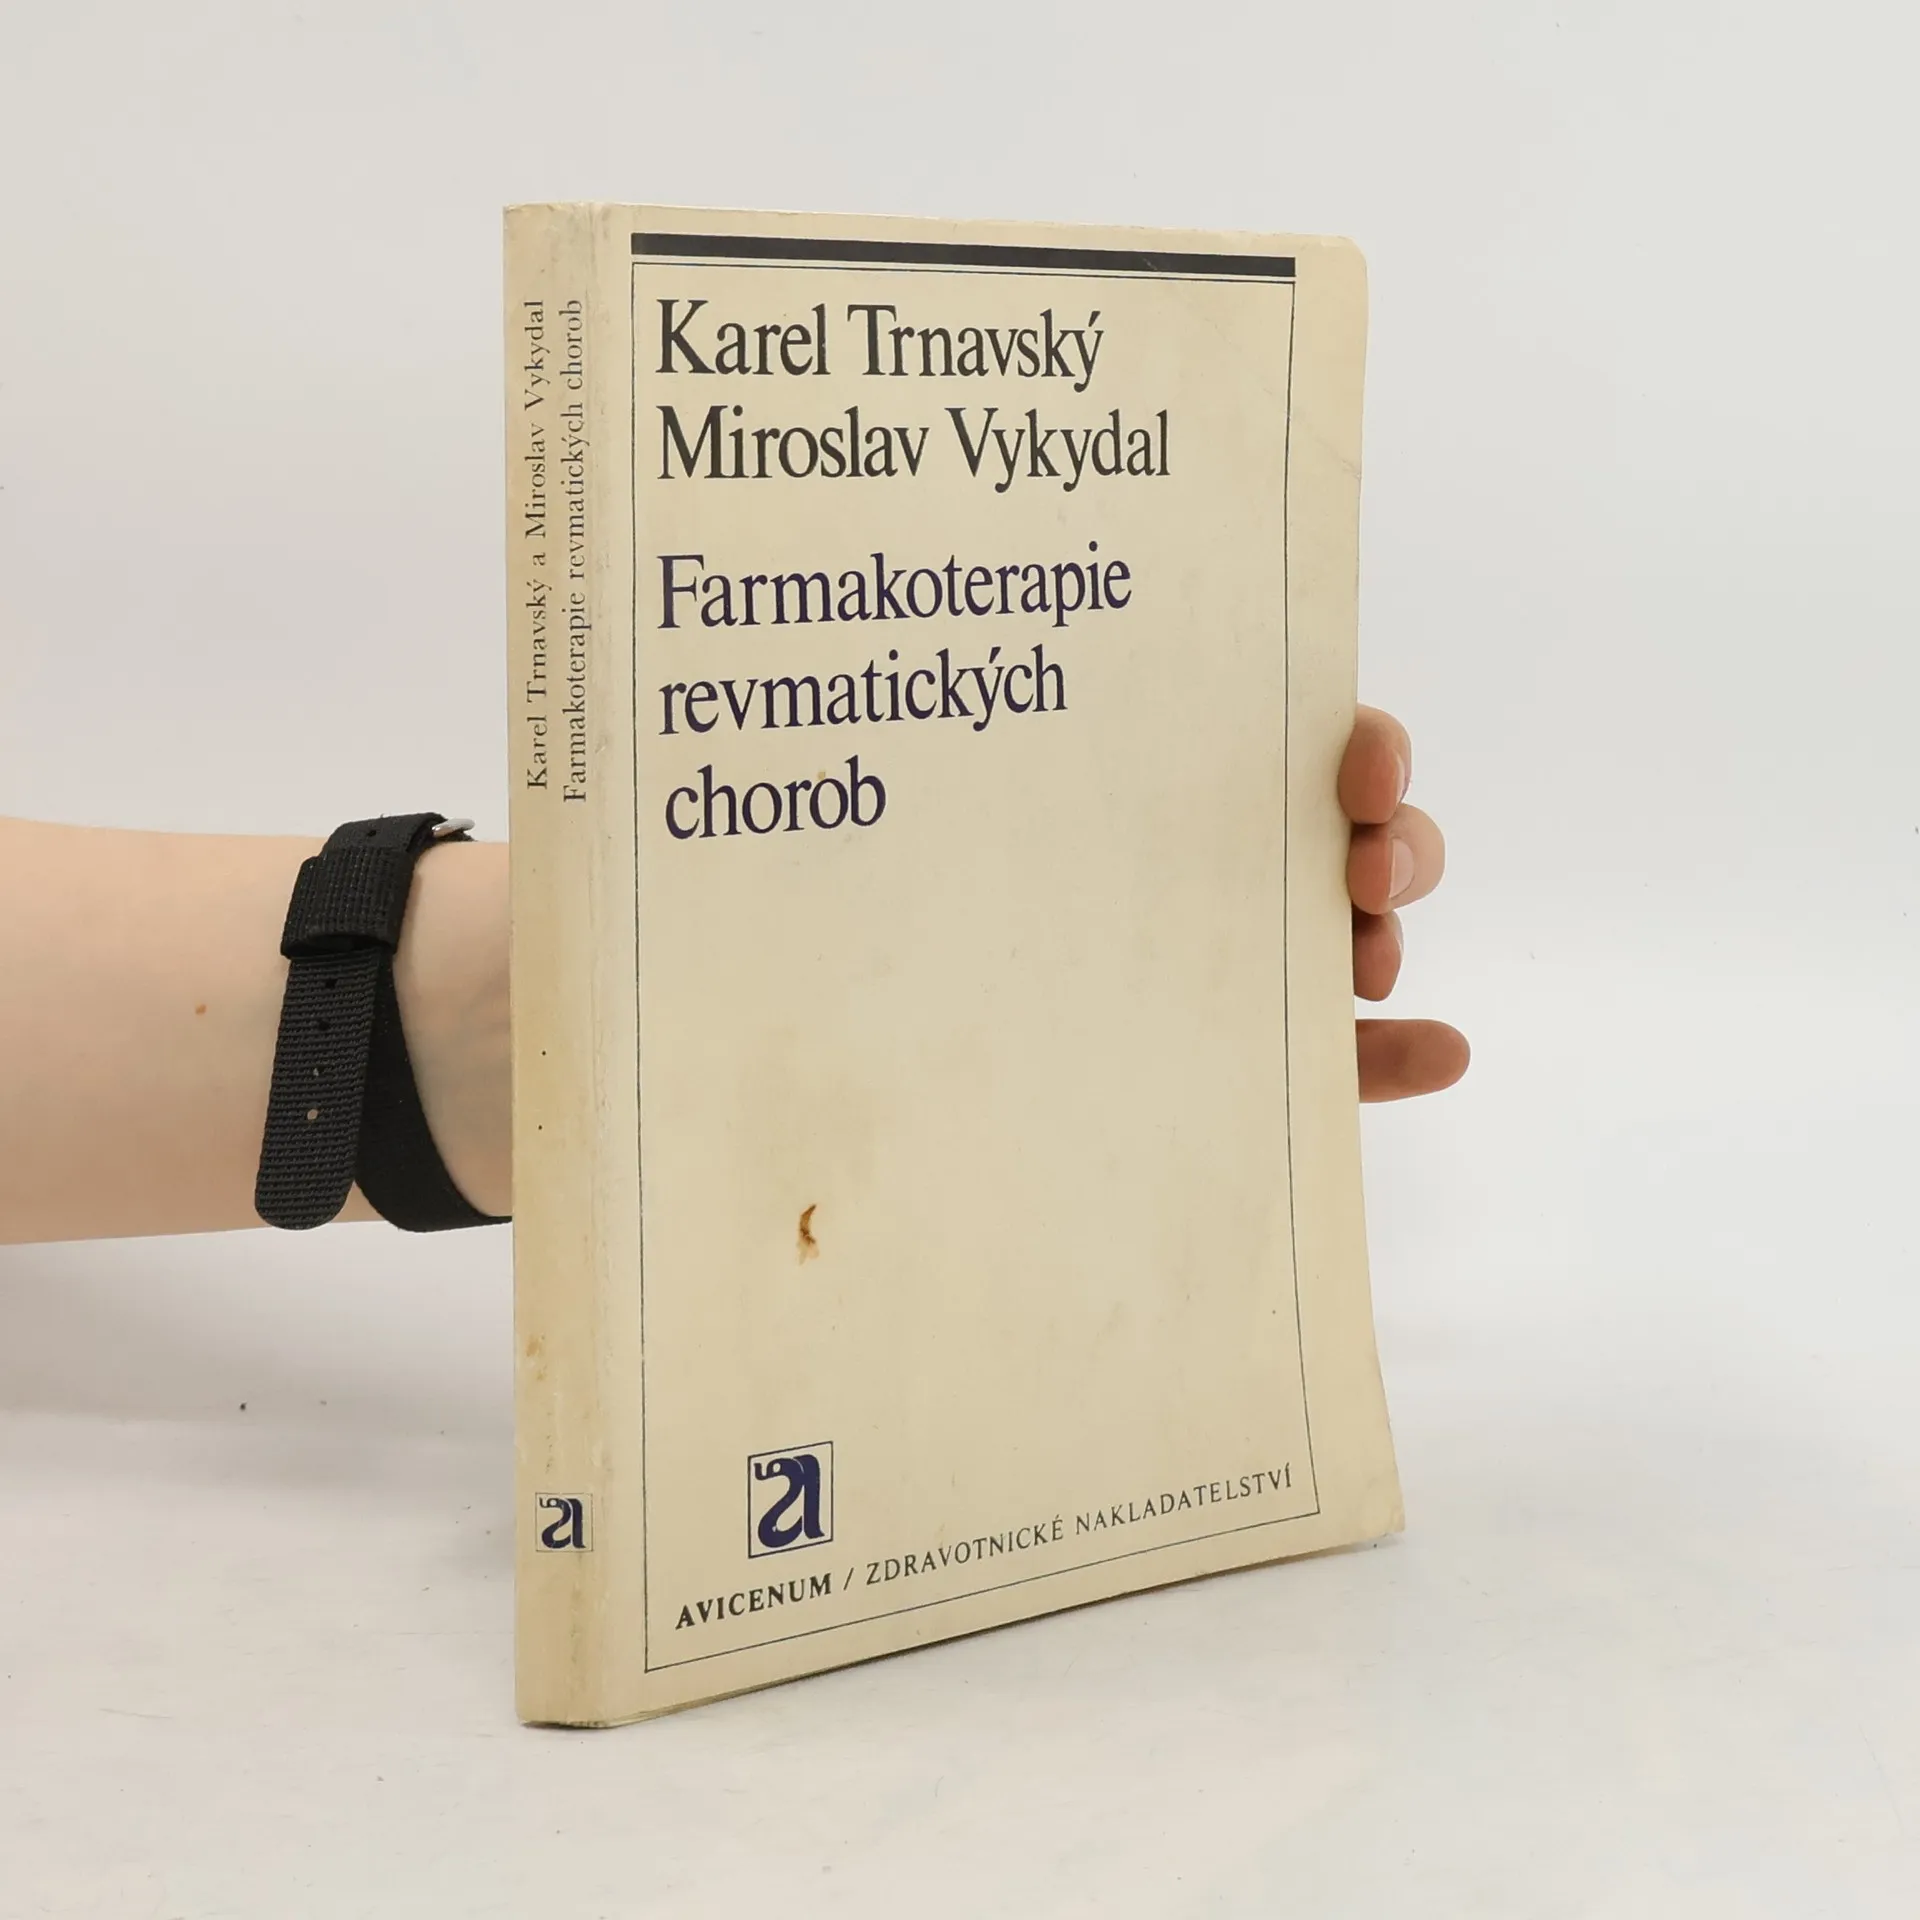 Karel Trnavský a Miroslav Vykydal
Farmakoterapie revmatických chorob
Karel Trnavský
Miroslav Vykydal
Farmakoterapie
revmatických
chorob
AVICENUM / ZDRAVOTNICKÉ NAKLADATELSTVÍ